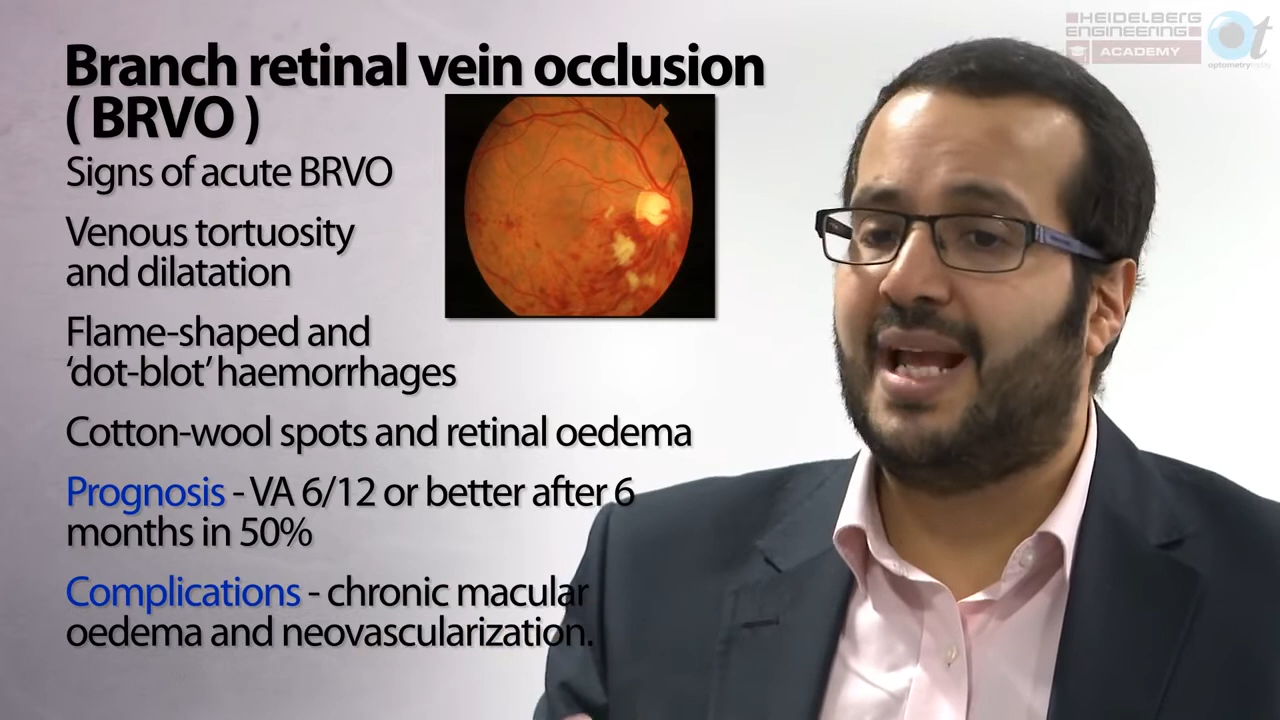 HEIDELBERG
ENGINEERING
ACADEMY
Ot
optometrytoday
Branch retinal vein occlusion
( BRVO )
Signs of acute BRVO
Venous tortuosity
and dilatation
Flame-shaped and
‘dot-blot’ haemorrhages
Cotton-wool spots and retinal oedema
Prognosis - VA 6/12 or better after 6
months in 50%
Complications - chronic macular
oedema and neovascularization.